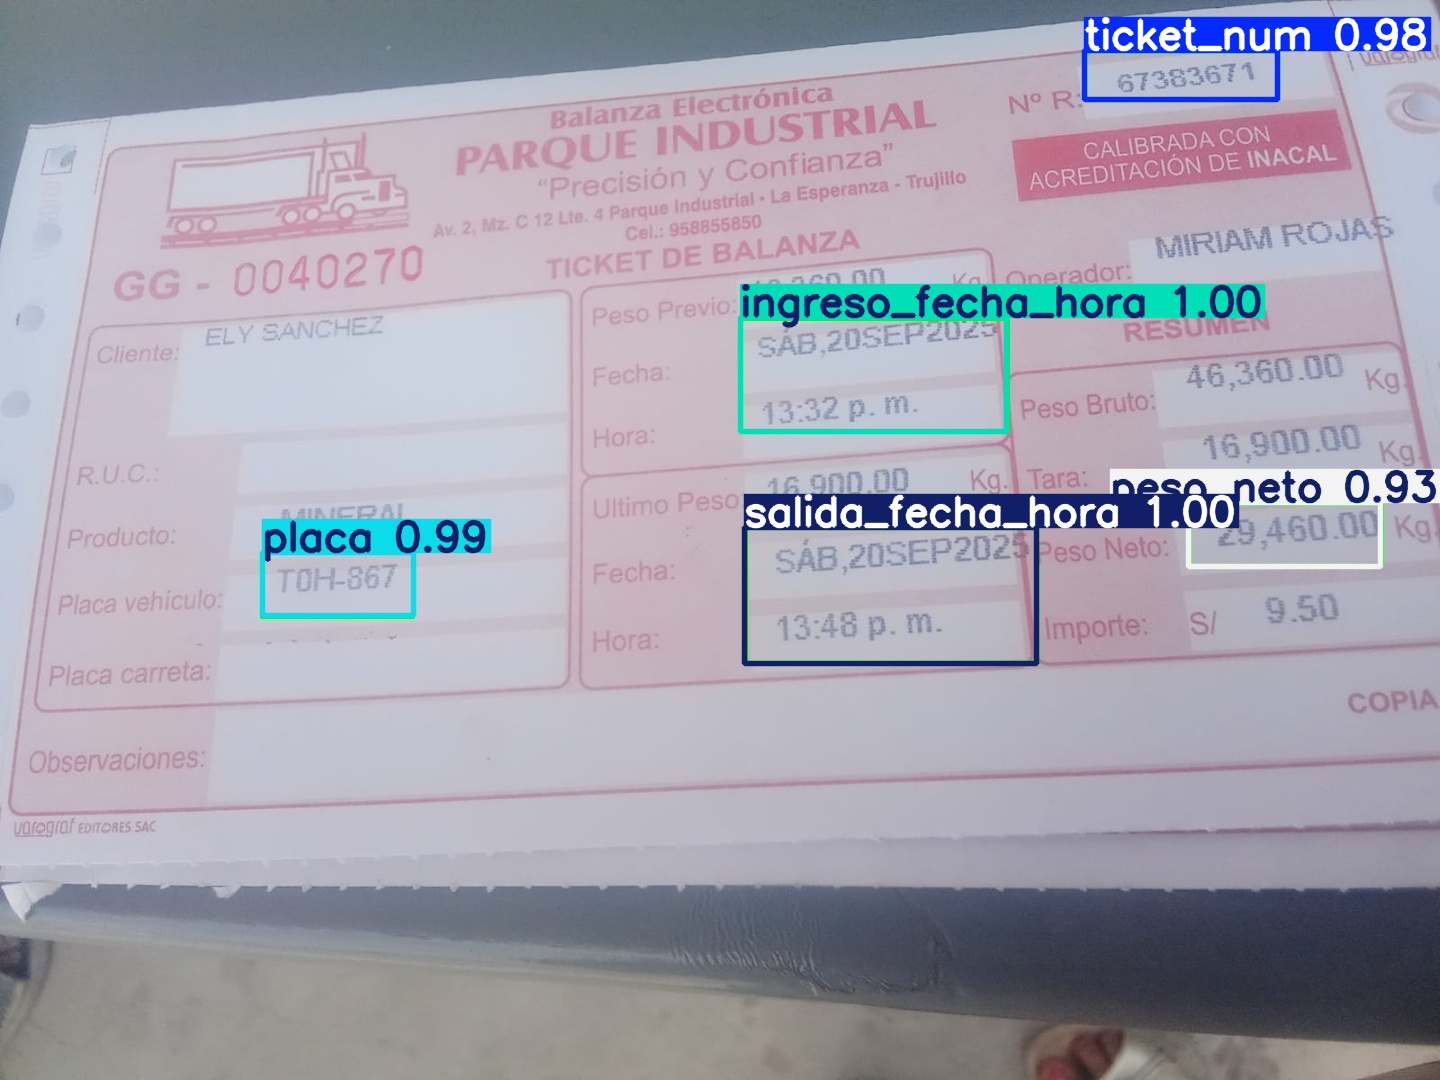 ticket_num 0.98
Balanza Electrónica
PARQUE INDUSTRIAL
"Precisión y Confianza"
Av. 2, Mz. C 12 Lte. 4 Parque Industrial • La Esperanza - Trujillo
Cel.: 958855850
Nº R: 67383671
CALIBRADA CON
ACREDITACIÓN DE INACAL
GG - 0040270
TICKET DE BALANZA
Operador: MIRIAM ROJAS
Cliente: ELY SANCHEZ
R.U.C.:
Producto: MINERAL
placa 0.99
Placa vehículo: T0H-867
Placa carreta:
Observaciones:
Peso Previo: Kg.
ingreso_fecha_hora 1.00
Fecha: SÁB,20SEP2025
Hora: 13:32 p. m.
Ultimo Peso 16,900.00 Kg.
salida_fecha_hora 1.00
Fecha: SÁB,20SEP2025
Hora: 13:48 p. m.
RESUMEN
Peso Bruto: 46,360.00 Kg.
Tara: 16,900.00 Kg.
peso_neto 0.93
Peso Neto: 29,460.00 Kg.
Importe: S/ 9.50
COPIA
varograf EDITORES SAC